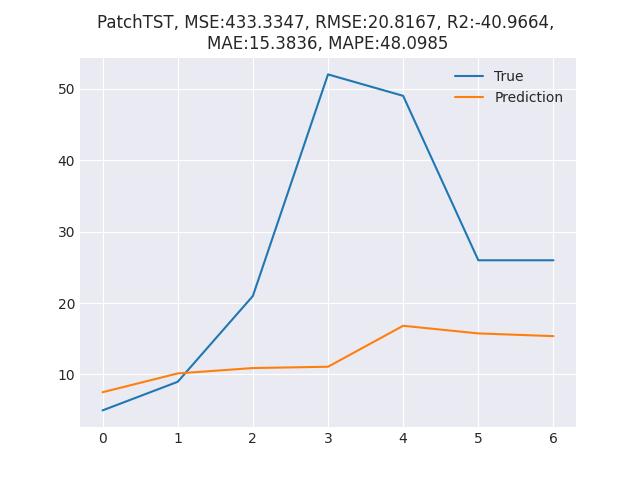 PatchTST, MSE:433.3347, RMSE:20.8167, R2:-40.9664,
MAE:15.3836, MAPE:48.0985
True
Prediction
50
40
30
20
10
0 1 2 3 4 5 6